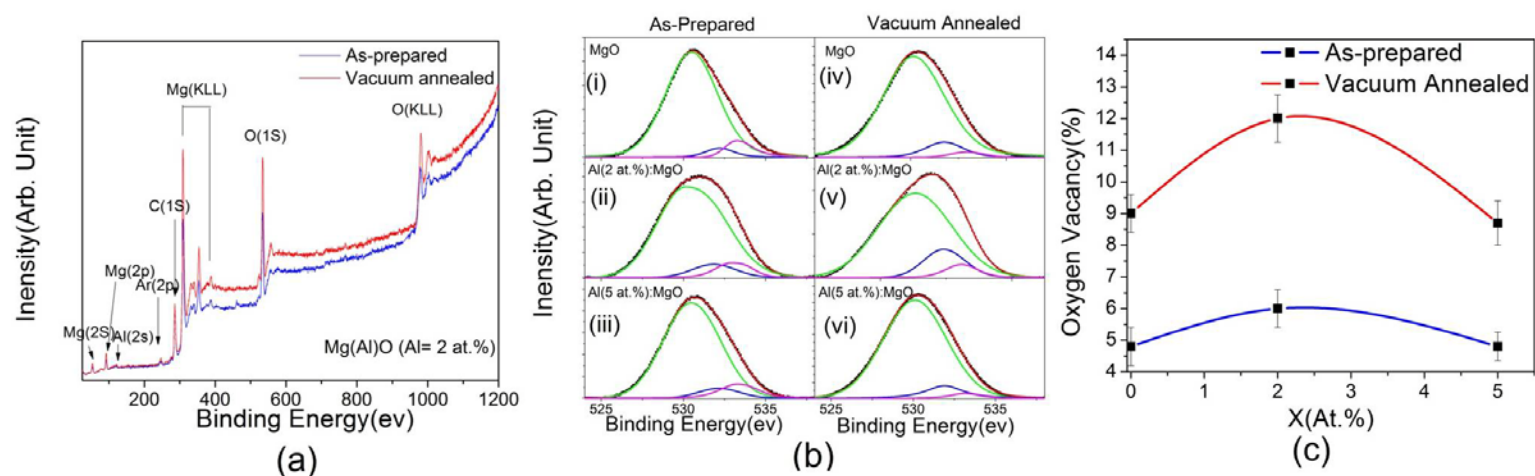 As-prepared
Vacuum annealed
Mg(KLL)
O(KLL)
O(1S)
C(1S)
Mg(2p)
Ar(2p)
Mg(2S)
Al(2s)
Mg(Al)O (Al= 2 at.%)
Inensity(Arb. Unit)
200 400 600 800 1000 1200
Binding Energy(ev)
(a)
As-Prepared Vacuum Annealed
MgO MgO
(i) (iv)
Al(2 at.%):MgO Al(2 at.%):MgO
(ii) (v)
Al(5 at.%):MgO Al(5 at.%):MgO
(iii) (vi)
Inensity(Arb. Unit)
525 530 535 525 530 535
Binding Energy(ev) Binding Energy(ev)
(b)
As-prepared
Vacuum Annealed
Oxygen Vacancy(%)
14
13
12
11
10
9
8
7
6
5
4
0 1 2 3 4 5
X(At.%)
(c)